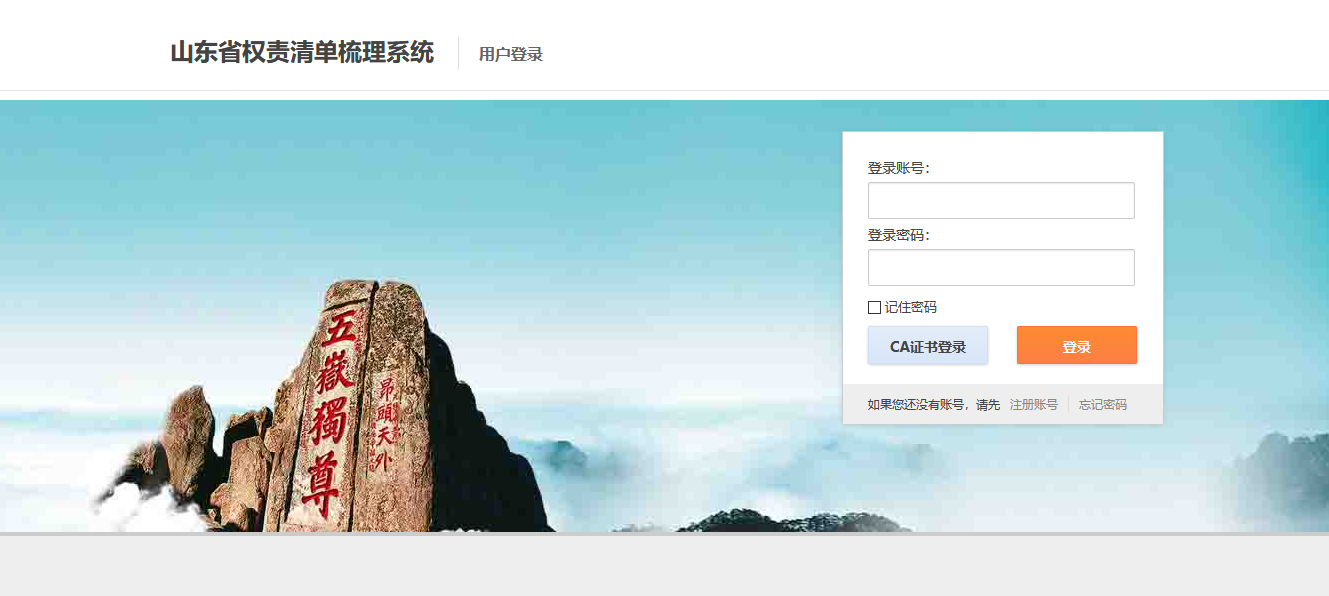 山东省权责清单梳理系统
用户登录
登录账号：
登录密码：
记住密码
CA证书登录
登录
如果您还没有账号，请先 注册账号 忘记密码
五嶽獨尊
昂頭天外